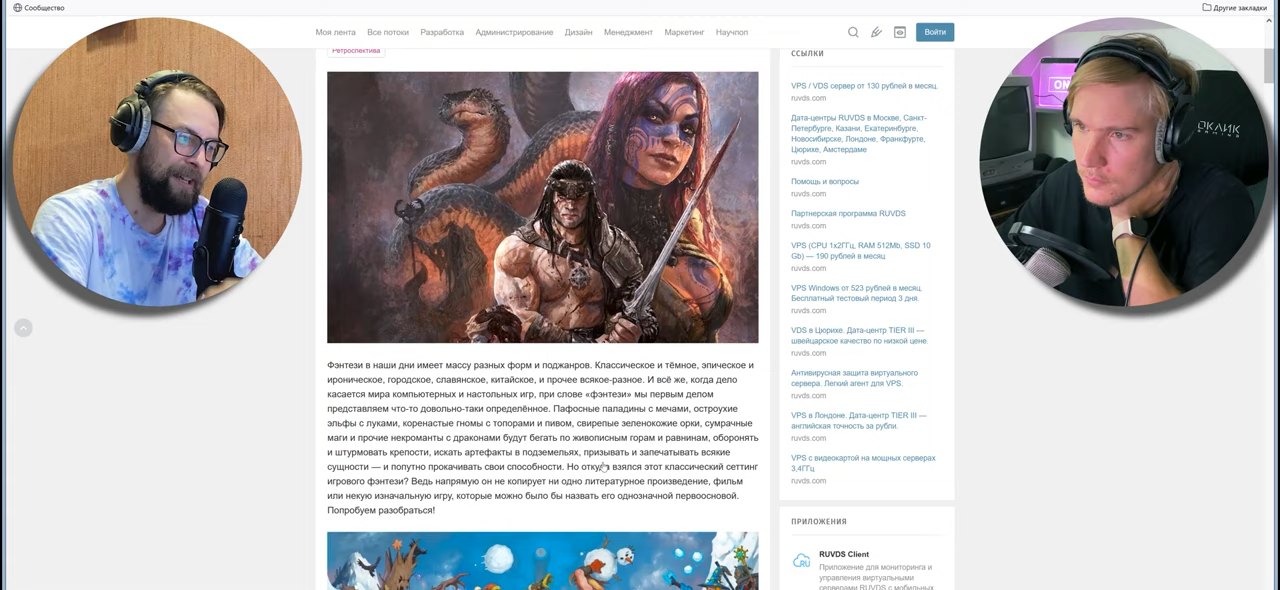 Сообщество
Другие закладки
Моя лента
Все потоки
Разработка
Администрирование
Дизайн
Менеджмент
Маркетинг
Научпоп
Войти
Ретроспектива
Фэнтези в наши дни имеет массу разных форм и поджанров. Классическое и тёмное, эпическое и
ироническое, городское, славянское, китайское, и прочее всякое-разное. И всё же, когда дело
касается мира компьютерных и настольных игр, при слове «фэнтези» мы первым делом
представляем что-то довольно-таки определённое. Пафосные паладины с мечами, остроухие
эльфы с луками, коренастые гномы с топорами и пивом, свирепые зеленокожие орки, сумрачные
маги и прочие некроманты с драконами будут бегать по живописным горам и равнинам, оборонять
и штурмовать крепости, искать артефакты в подземельях, призывать и запечатывать всякие
сущности — и попутно прокачивать свои способности. Но откуда взялся этот классический сеттинг
игрового фэнтези? Ведь напрямую он не копирует ни одно литературное произведение, фильм
или некую изначальную игру, которые можно было бы назвать его однозначной первоосновой.
Попробуем разобраться!
ССЫЛКИ
VPS / VDS сервер от 130 рублей в месяц.
ruvds.com
Дата-центры RUVDS в Москве, Санкт-
Петербурге, Казани, Екатеринбурге,
Новосибирске, Лондоне, Франкфурте,
Цюрихе, Амстердаме
ruvds.com
Помощь и вопросы
ruvds.com
Партнерская программа RUVDS
ruvds.com
VPS (CPU 1x2ГГц, RAM 512Mb, SSD 10
Gb) — 190 рублей в месяц
ruvds.com
VPS Windows от 523 рублей в месяц.
Бесплатный тестовый период 3 дня.
ruvds.com
VDS в Цюрихе. Дата-центр TIER III —
швейцарское качество по низкой цене.
ruvds.com
Антивирусная защита виртуального
сервера. Легкий агент для VPS.
ruvds.com
VPS в Лондоне. Дата-центр TIER III —
английская точность за рубли.
ruvds.com
VPS с видеокартой на мощных серверах
3,4ГГц
ruvds.com
ПРИЛОЖЕНИЯ
RUVDS Client
Приложение для мониторинга и
управления виртуальными
серверами RUVDS с мобильных
ОКЛИК
GAMING